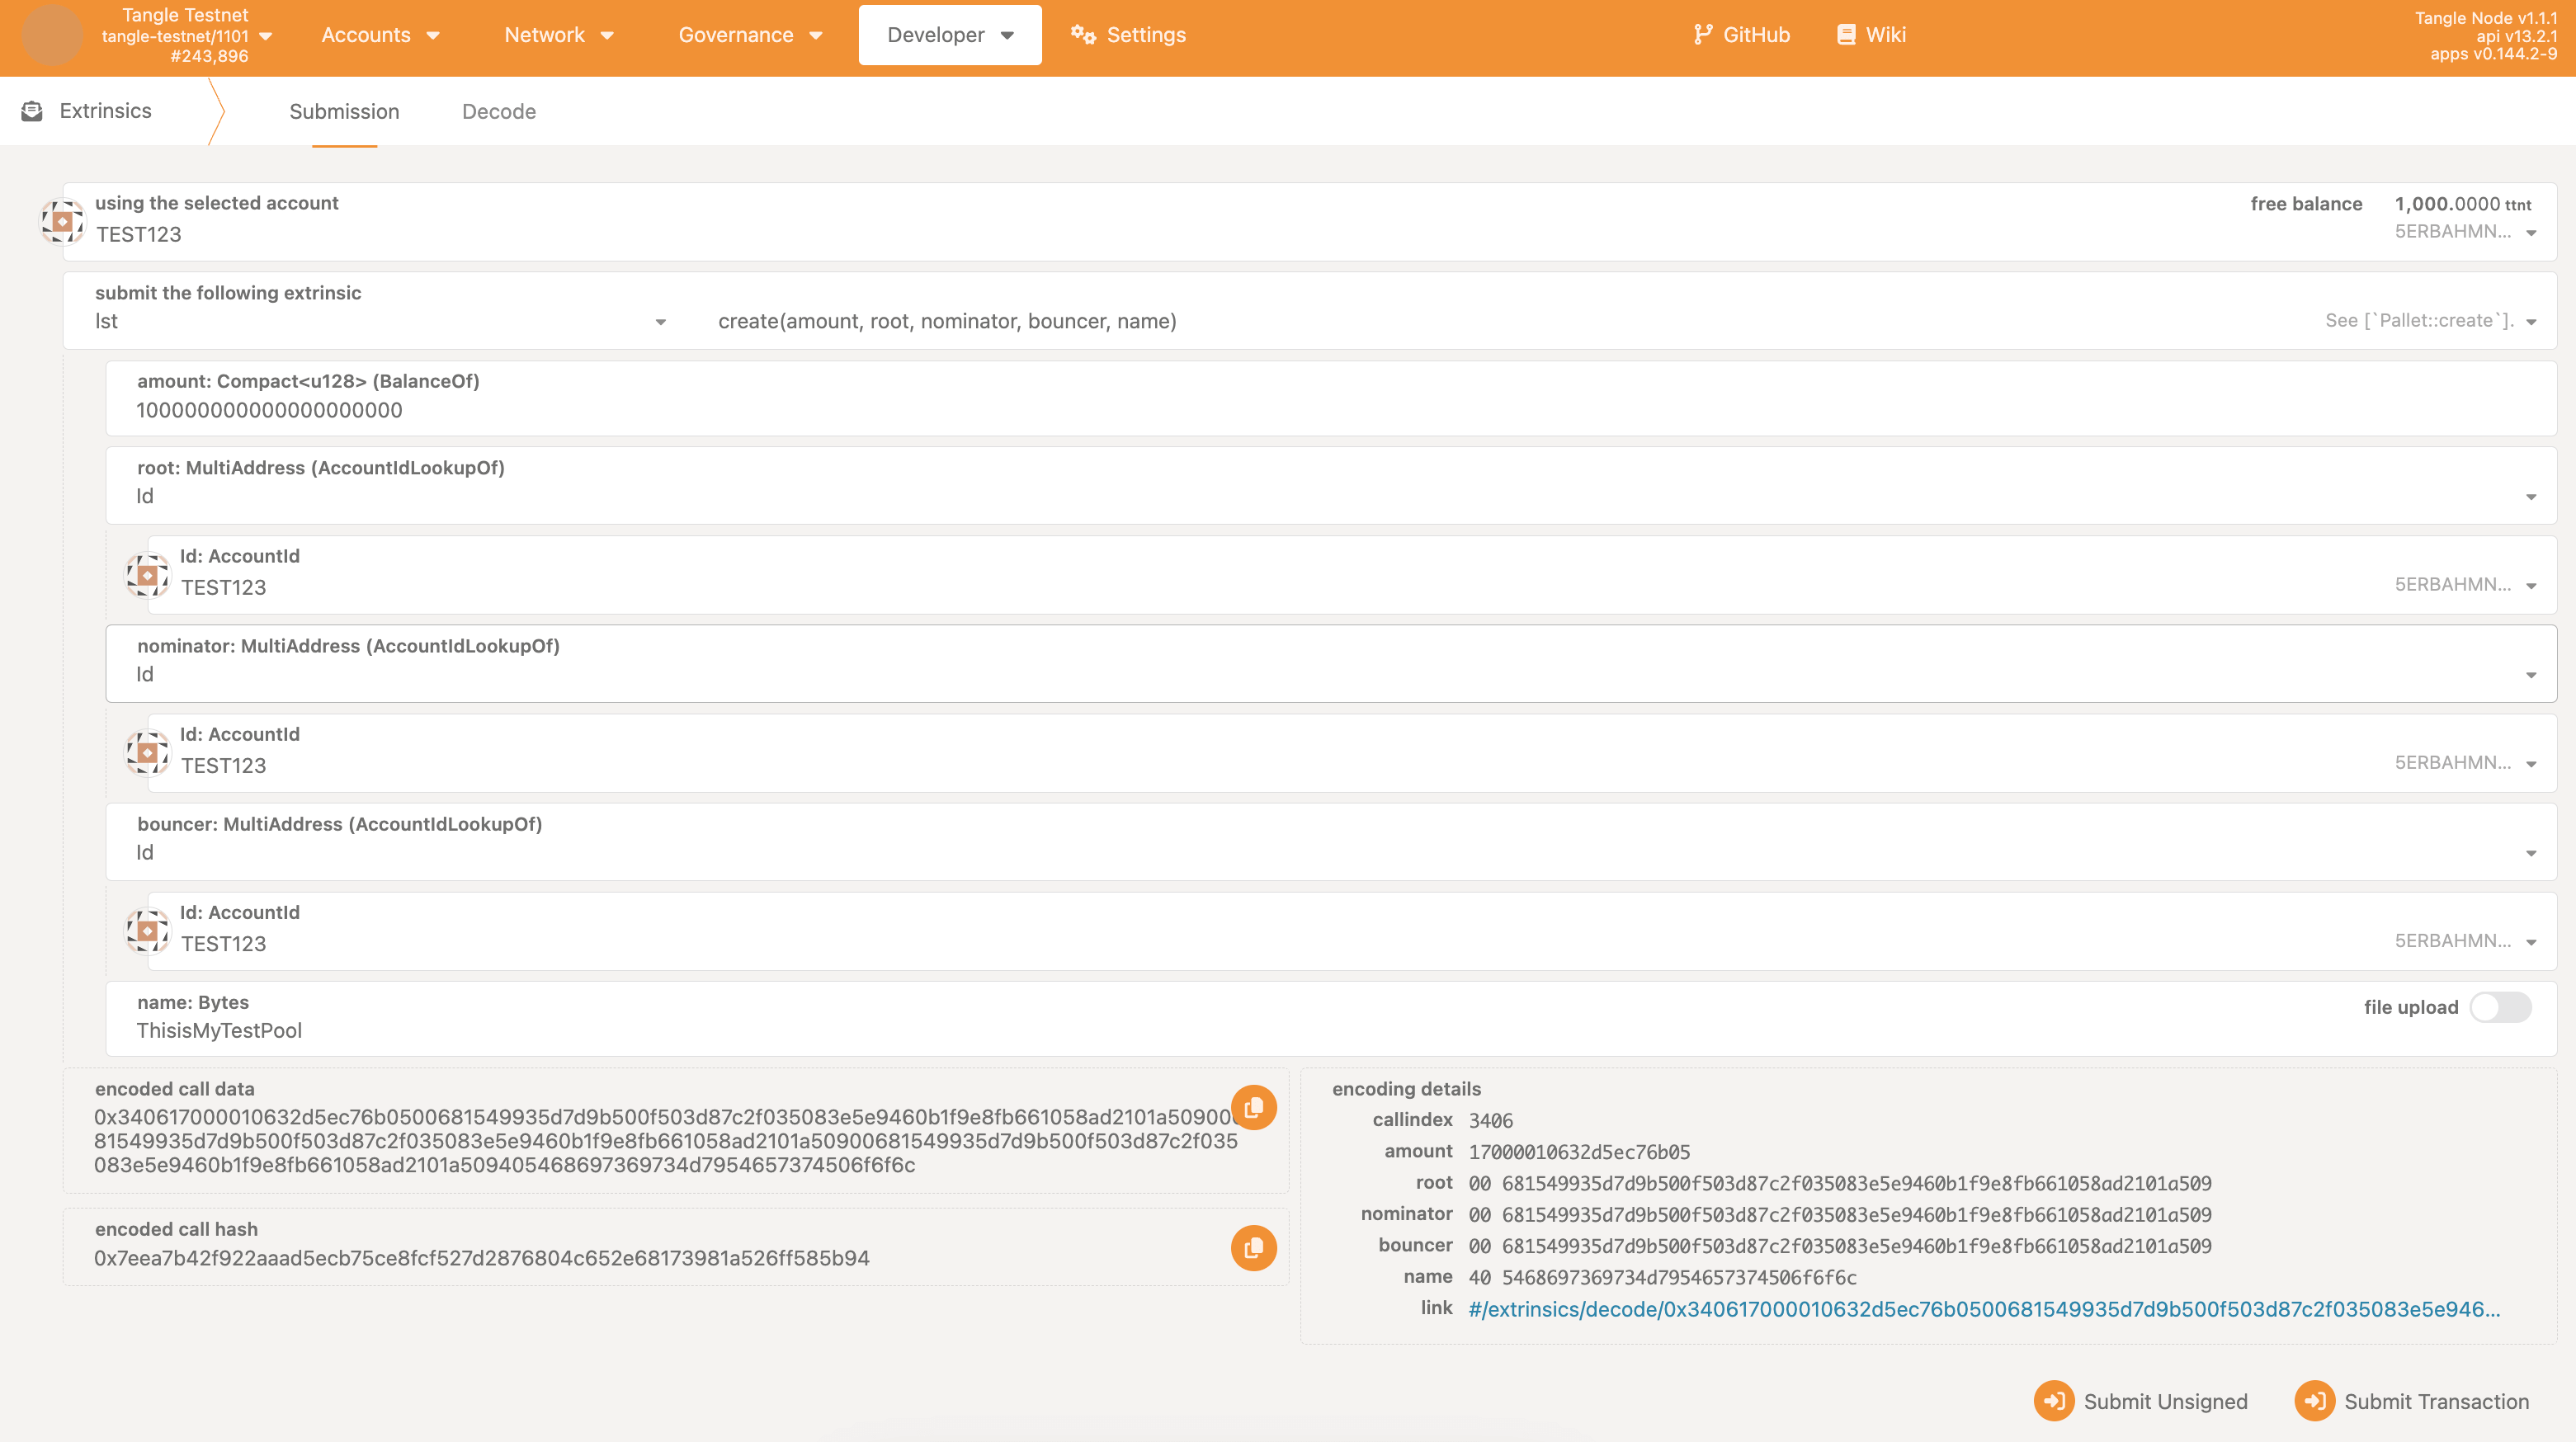 Tangle Testnet
tangle-testnet/1101
#243,896
Accounts
Network
Governance
Developer
Settings
GitHub
Wiki
Tangle Node v1.1.1
api v13.2.1
apps v0.144.2-9
Extrinsics
Submission
Decode
using the selected account
TEST123
free balance 1,000.0000 ttnt
5ERBAHMN...
submit the following extrinsic
lst
create(amount, root, nominator, bouncer, name)
See [`Pallet::create`].
amount: Compact<u128> (BalanceOf)
100000000000000000000
root: MultiAddress (AccountIdLookupOf)
Id
Id: AccountId
TEST123
5ERBAHMN...
nominator: MultiAddress (AccountIdLookupOf)
Id
Id: AccountId
TEST123
5ERBAHMN...
bouncer: MultiAddress (AccountIdLookupOf)
Id
Id: AccountId
TEST123
5ERBAHMN...
name: Bytes
ThisisMyTestPool
file upload
encoded call data
0x340617000010632d5ec76b0500681549935d7d9b500f503d87c2f035083e5e9460b1f9e8fb661058ad2101a50900
81549935d7d9b500f503d87c2f035083e5e9460b1f9e8fb661058ad2101a50900681549935d7d9b500f503d87c2f035
083e5e9460b1f9e8fb661058ad2101a509405468697369734d7954657374506f6f6c
encoded call hash
0x7eea7b42f922aaad5ecb75ce8fcf527d2876804c652e68173981a526ff585b94
encoding details
callindex 3406
amount 17000010632d5ec76b05
root 00 681549935d7d9b500f503d87c2f035083e5e9460b1f9e8fb661058ad2101a509
nominator 00 681549935d7d9b500f503d87c2f035083e5e9460b1f9e8fb661058ad2101a509
bouncer 00 681549935d7d9b500f503d87c2f035083e5e9460b1f9e8fb661058ad2101a509
name 40 5468697369734d7954657374506f6f6c
link #/extrinsics/decode/0x340617000010632d5ec76b0500681549935d7d9b500f503d87c2f035083e5e946...
Submit Unsigned
Submit Transaction